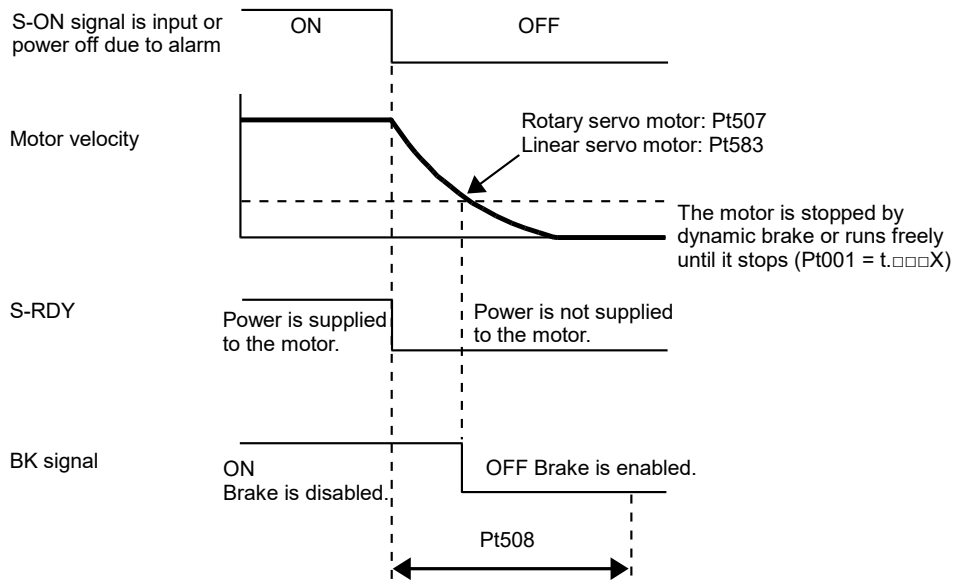 S-ON signal is input or
power off due to alarm
ON
OFF
Motor velocity
Rotary servo motor: Pt507
Linear servo motor: Pt583
The motor is stopped by
dynamic brake or runs freely
until it stops (Pt001 = t.□□□X)
S-RDY
Power is supplied
to the motor.
Power is not supplied
to the motor.
BK signal
ON
Brake is disabled.
OFF Brake is enabled.
Pt508